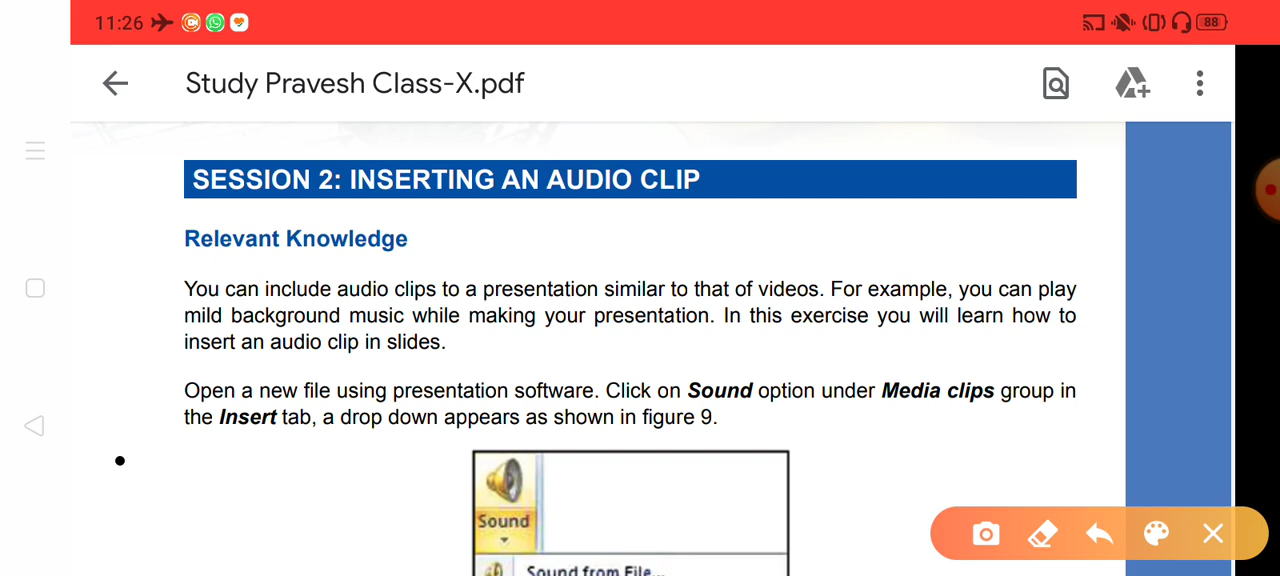 11:26
88
Study Pravesh Class-X.pdf
SESSION 2: INSERTING AN AUDIO CLIP
Relevant Knowledge
You can include audio clips to a presentation similar to that of videos. For example, you can play
mild background music while making your presentation. In this exercise you will learn how to
insert an audio clip in slides.
Open a new file using presentation software. Click on Sound option under Media clips group in
the Insert tab, a drop down appears as shown in figure 9.
Sound
Sound from File...